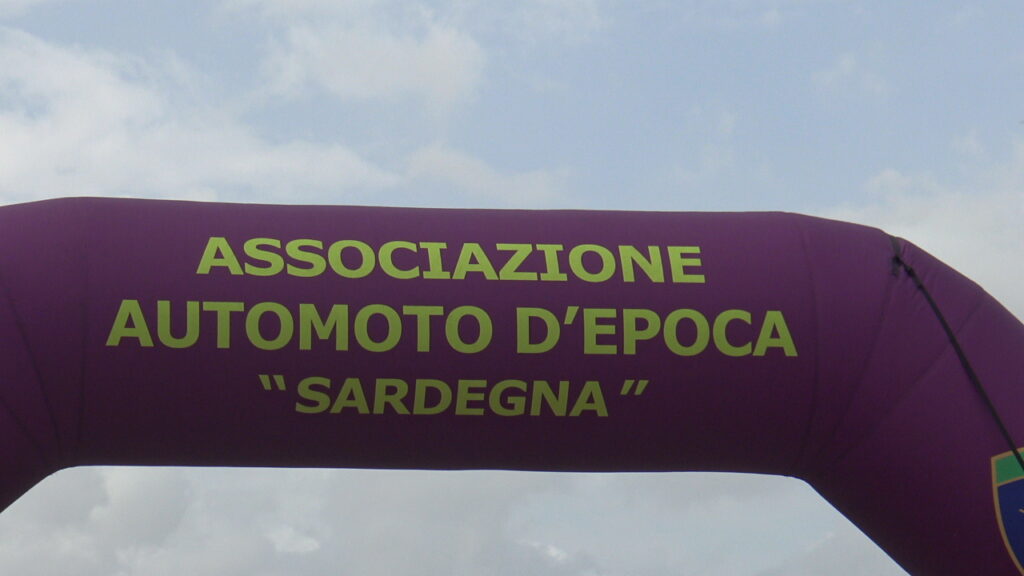 ASSOCIAZIONE
AUTOMOTO D'EPOCA
" SARDEGNA "